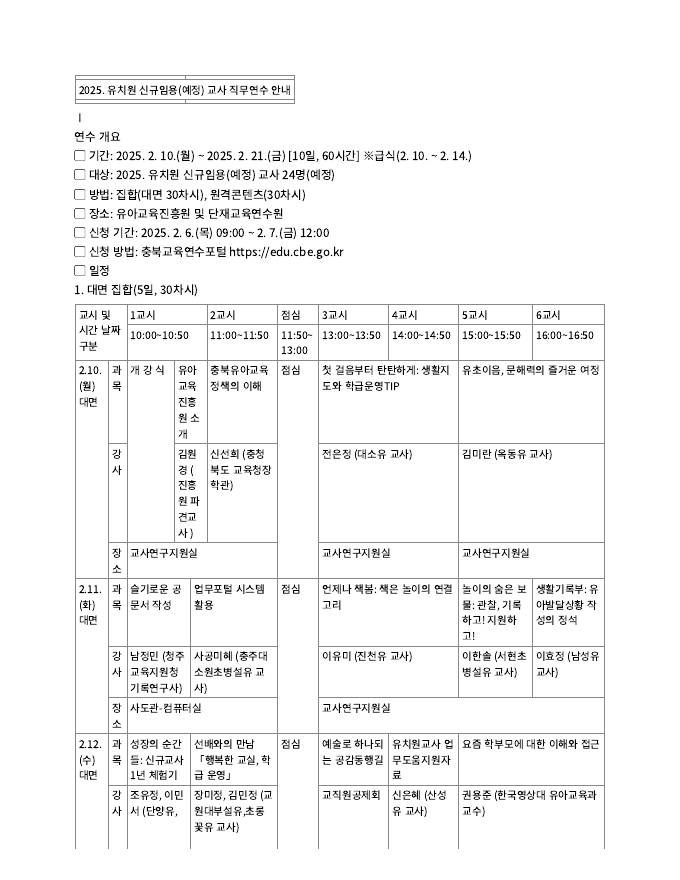 2025. 유치원 신규임용(예정) 교사 직무연수 안내
Ⅰ
연수 개요
□ 기간: 2025. 2. 10.(월) ~ 2025. 2. 21.(금) [10일, 60시간] ※급식(2. 10. ~ 2. 14.)
□ 대상: 2025. 유치원 신규임용(예정) 교사 24명(예정)
□ 방법: 집합(대면 30차시), 원격콘텐츠(30차시)
□ 장소: 유아교육진흥원 및 단재교육연수원
□ 신청 기간: 2025. 2. 6.(목) 09:00 ~ 2. 7.(금) 12:00
□ 신청 방법: 충북교육연수포털 https://edu.cbe.go.kr
□ 일정
1. 대면 집합(5일, 30차시)
교시 및
시간 날짜
구분
1교시
2교시
점심
3교시
4교시
5교시
6교시
10:00~10:50
11:00~11:50
11:50~
13:00
13:00~13:50
14:00~14:50
15:00~15:50
16:00~16:50
2.10.
(월)
대면
과
목
개 강 식
유아
교육
진흥
원 소
개
충북유아교육
정책의 이해
점심
첫 걸음부터 탄탄하게: 생활지
도와 학급운영TIP
유초이음, 문해력의 즐거운 여정
강
사
김원
경 (
진흥
원 파
견교
사 )
신선희 (충청
북도 교육청장
학관)
전은정 (대소유 교사)
김미란 (옥동유 교사)
장
소
교사연구지원실
교사연구지원실
교사연구지원실
2.11.
(화)
대면
과
목
슬기로운 공
문서 작성
업무포털 시스템
활용
점심
언제나 책봄: 책은 놀이의 연결
고리
놀이의 숨은 보
물: 관찰, 기록
하고! 지원하
고!
생활기록부: 유
아발달상황 작
성의 정석
강
사
남정민 (청주
교육지원청
기록연구사)
사공미혜 (충주대
소원초병설유 교
사)
이유미 (진천유 교사)
이한솔 (서현초
병설유 교사)
이효정 (남성유
교사)
장
소
사도관-컴퓨터실
교사연구지원실
2.12.
(수)
대면
과
목
성장의 순간
들: 신규교사
1년 체험기
선배와의 만남
「행복한 교실, 학
급 운영」
점심
예술로 하나되
는 공감동행길
유치원교사 업
무도움지원자
료
요즘 학부모에 대한 이해와 접근
강
사
조유정, 이민
서 (단양유,
장미정, 김민정 (교
원대부설유,초롱
꽃유 교사)
교직원공제회
신은혜 (산성
유 교사)
권용준 (한국영상대 유아교육과
교수)